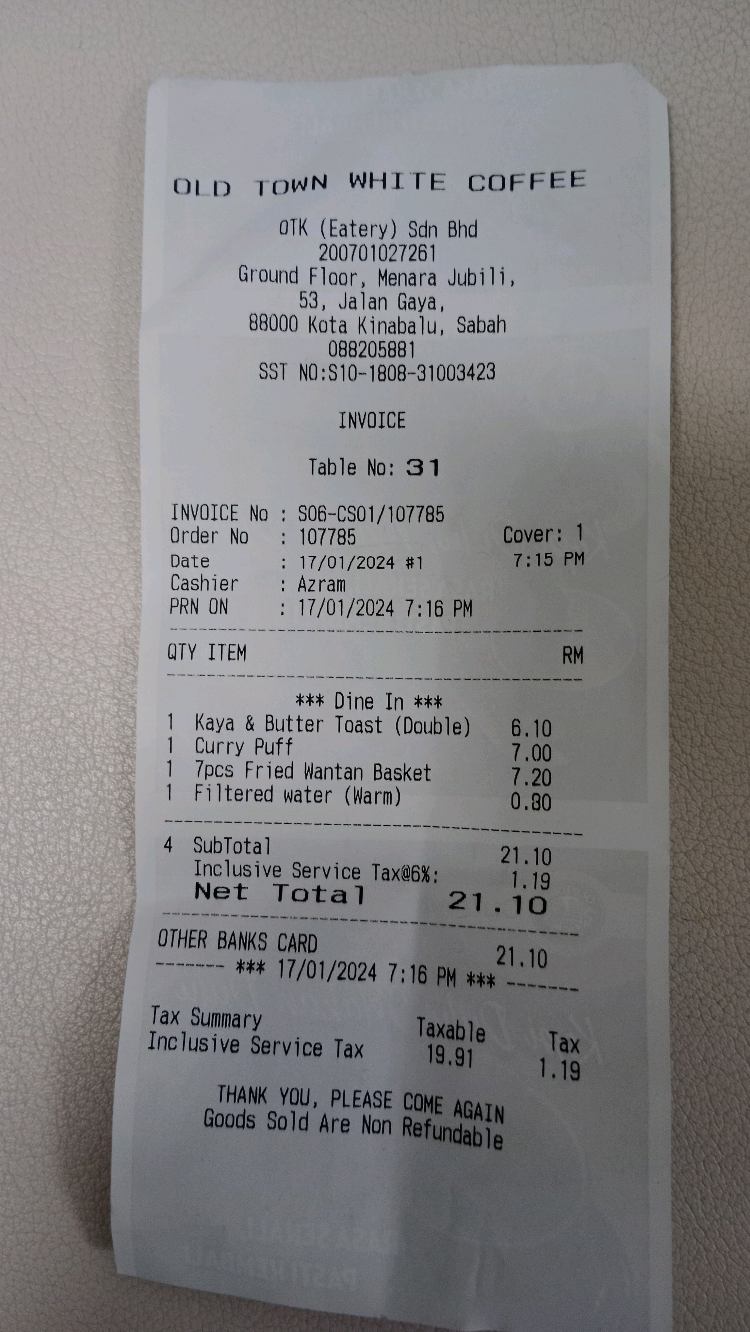 OLD TOWN WHITE COFFEE
OTK (Eatery) Sdn Bhd
200701027261
Ground Floor, Menara Jubili,
53, Jalan Gaya,
88000 Kota Kinabalu, Sabah
088205881
SST NO:S10-1808-31003423
INVOICE
Table No: 31
INVOICE No : S06-CS01/107785
Order No : 107785 Cover: 1
Date : 17/01/2024 #1 7:15 PM
Cashier : Azram
PRN ON : 17/01/2024 7:16 PM
QTY ITEM RM
*** Dine In ***
1 Kaya & Butter Toast (Double) 6.10
1 Curry Puff 7.00
1 7pcs Fried Wantan Basket 7.20
1 Filtered water (Warm) 0.80
4 SubTotal 21.10
Inclusive Service Tax@6%: 1.19
Net Total 21.10
OTHER BANKS CARD 21.10
------- *** 17/01/2024 7:16 PM *** -------
Tax Summary Taxable Tax
Inclusive Service Tax 19.91 1.19
THANK YOU, PLEASE COME AGAIN
Goods Sold Are Non Refundable